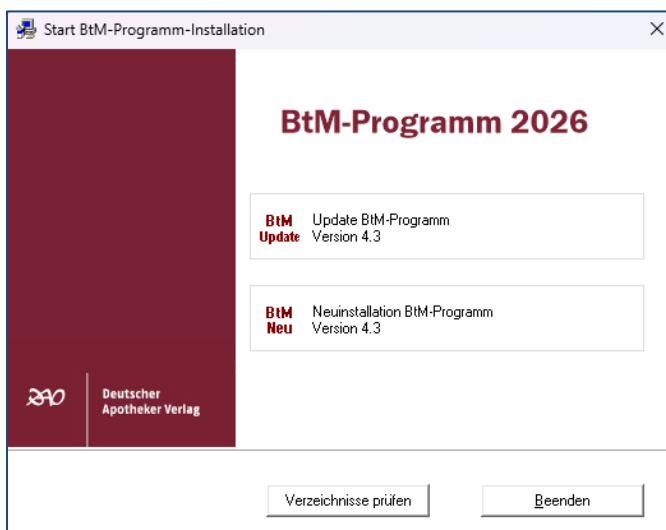 Start BtM-Programm-Installation
BtM-Programm 2026
BtM
Update
Update BtM-Programm
Version 4.3
BtM
Neu
Neuinstallation BtM-Programm
Version 4.3
DAV
Deutscher
Apotheker Verlag
Verzeichnisse prüfen
Beenden